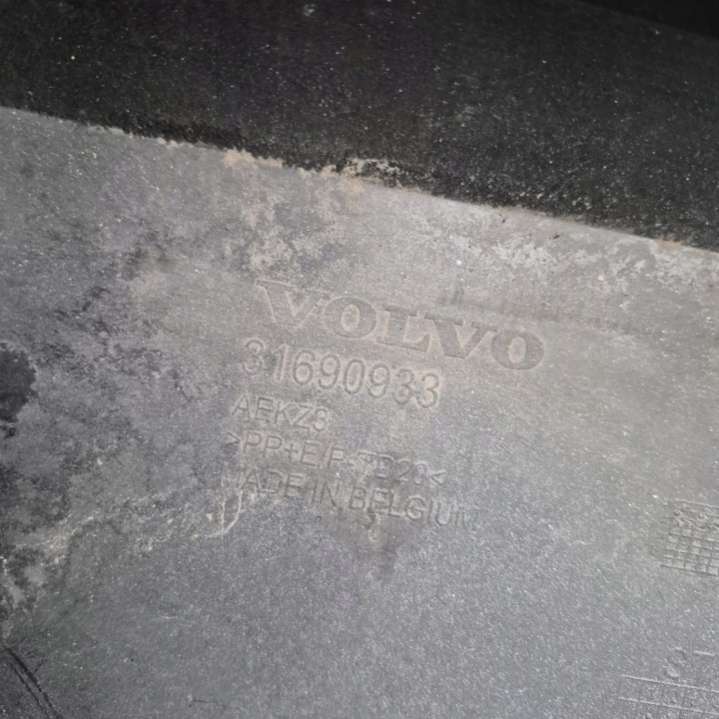 VOLVO
31690933
AEKZ8
>PP+E/P-TD20<
MADE IN BELGIUM